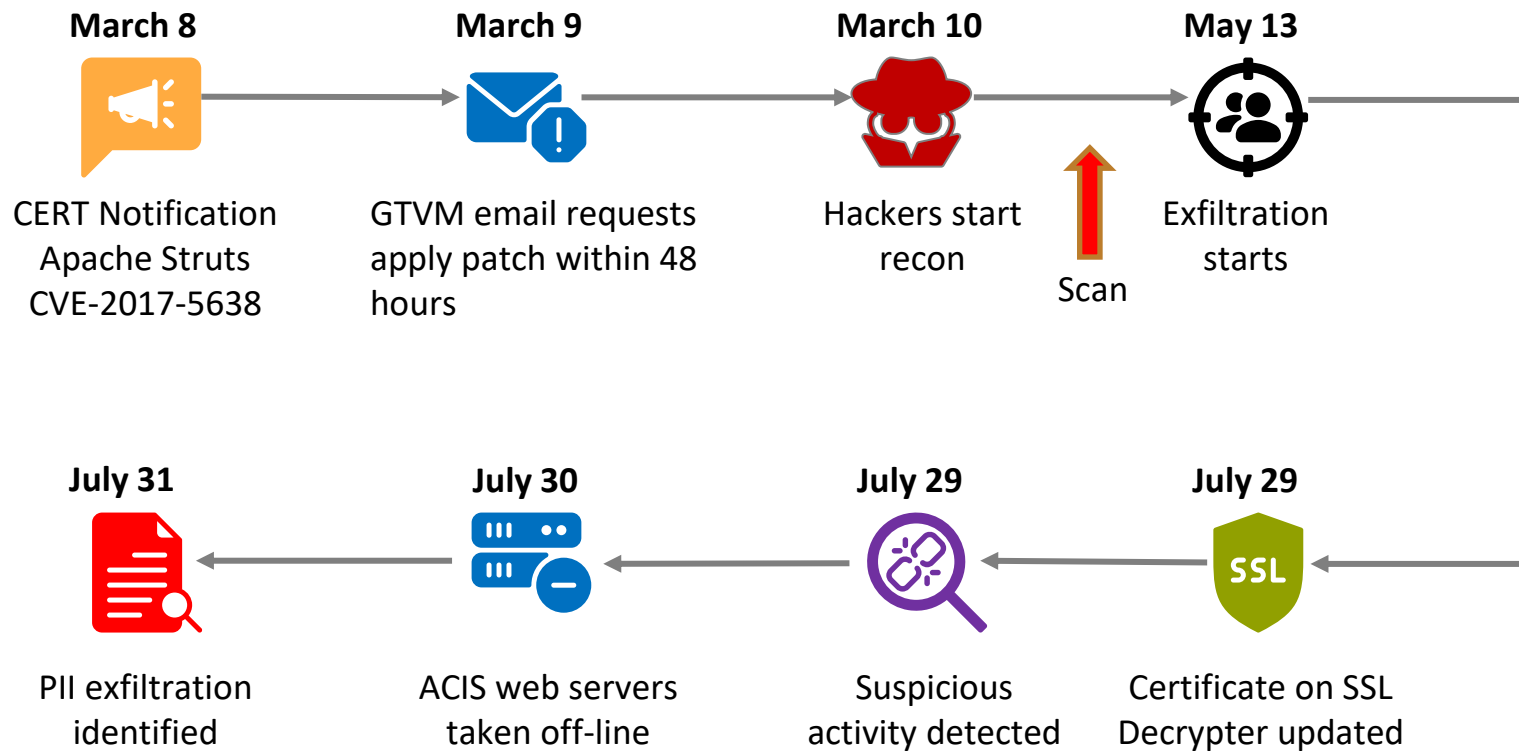 March 8
CERT Notification
Apache Struts
CVE-2017-5638
March 9
GTVM email requests
apply patch within 48
hours
March 10
Hackers start
recon
Scan
May 13
Exfiltration
starts
July 31
PII exfiltration
identified
July 30
ACIS web servers
taken off-line
July 29
Suspicious
activity detected
July 29
SSL
Certificate on SSL
Decrypter updated